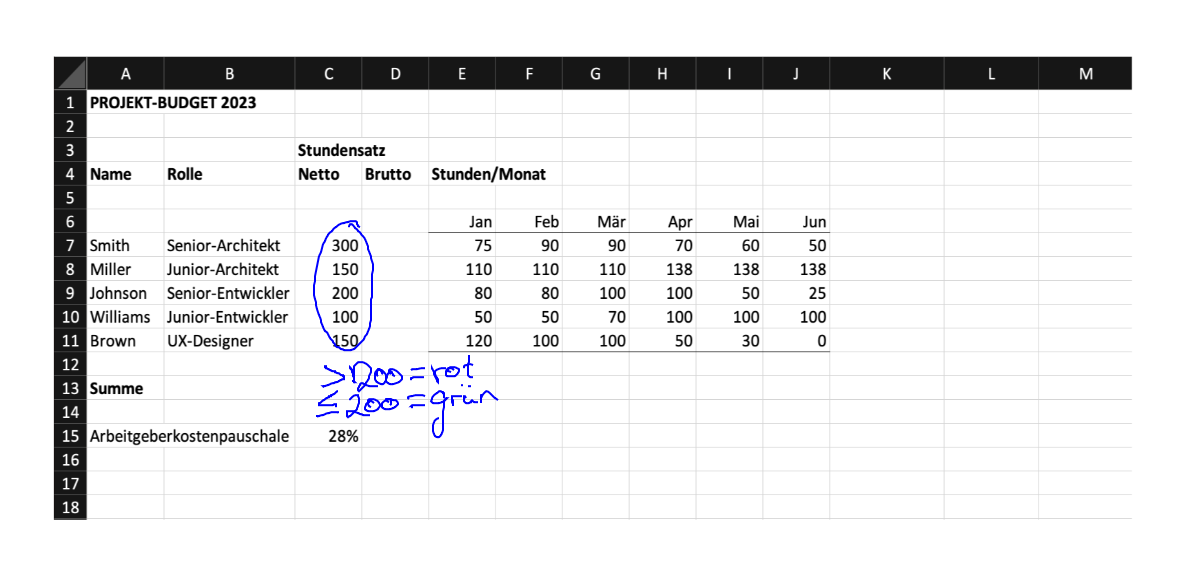 A B C D E F G H I J K L M
1 PROJEKT-BUDGET 2023
2
3 Stundensatz
4 Name Rolle Netto Brutto Stunden/Monat
5
6 Jan Feb Mär Apr Mai Jun
7 Smith Senior-Architekt 300 75 90 90 70 60 50
8 Miller Junior-Architekt 150 110 110 110 138 138 138
9 Johnson Senior-Entwickler 200 80 80 100 100 50 25
10 Williams Junior-Entwickler 100 50 50 70 100 100 100
11 Brown UX-Designer 150 120 100 100 50 30 0
12 >200=rot
13 Summe
14 ≤200=grün
15 Arbeitgeberkostenpauschale 28%
16
17
18